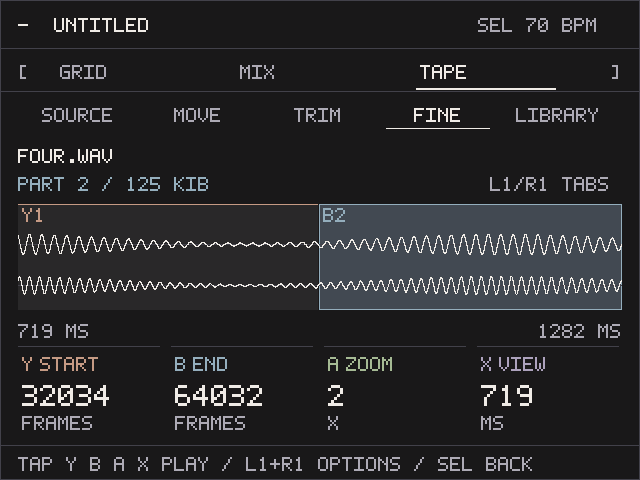 – UNTITLED SEL 70 BPM
[ GRID MIX TAPE ]
SOURCE MOVE TRIM FINE LIBRARY
FOUR.WAV
PART 2 / 125 KIB L1/R1 TABS
Y1 B2
719 MS 1282 MS
Y START B END A ZOOM X VIEW
32034 64032 2 719
FRAMES FRAMES X MS
TAP Y B A X PLAY / L1+R1 OPTIONS / SEL BACK